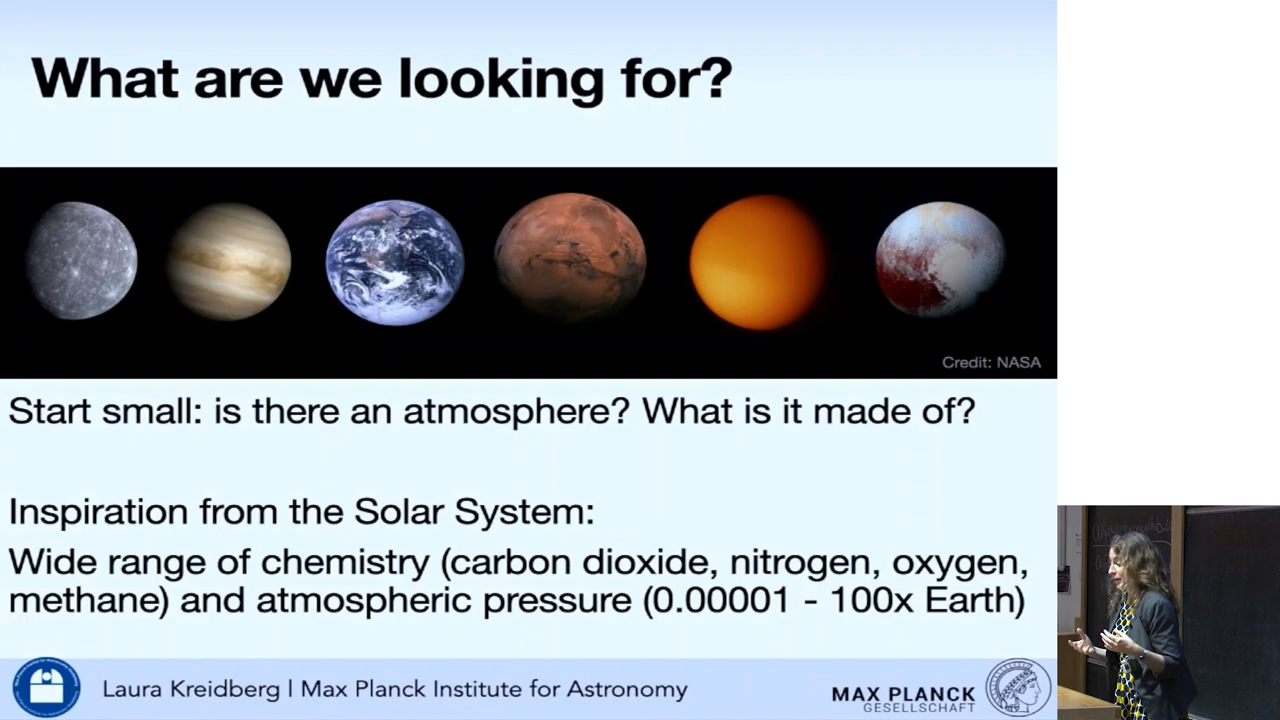 What are we looking for?
Credit: NASA
Start small: is there an atmosphere? What is it made of?
Inspiration from the Solar System:
Wide range of chemistry (carbon dioxide, nitrogen, oxygen,
methane) and atmospheric pressure (0.00001 - 100x Earth)
Laura Kreidberg | Max Planck Institute for Astronomy
MAX PLANCK
GESELLSCHAFT